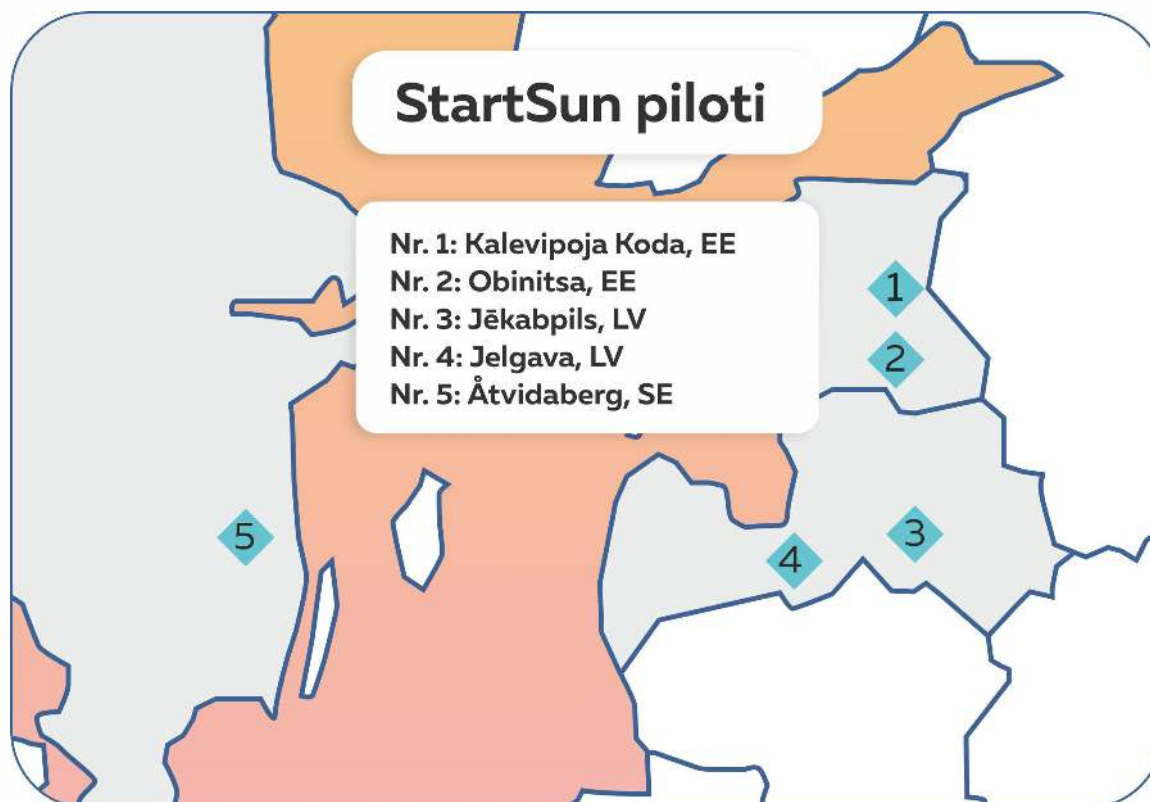 StartSun piloti
Nr. 1: Kalevipoja Koda, EE
Nr. 2: Obinitsa, EE
Nr. 3: Jēkabpils, LV
Nr. 4: Jelgava, LV
Nr. 5: Åtvidaberg, SE
1
2
3
4
5